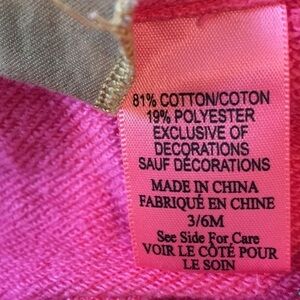 81% COTTON/COTON
19% POLYESTER
EXCLUSIVE OF
DECORATIONS
SAUF DÉCORATIONS
MADE IN CHINA
FABRIQUÉ EN CHINE
3/6M
See Side For Care
VOIR LE CÔTÉ POUR
LE SOIN